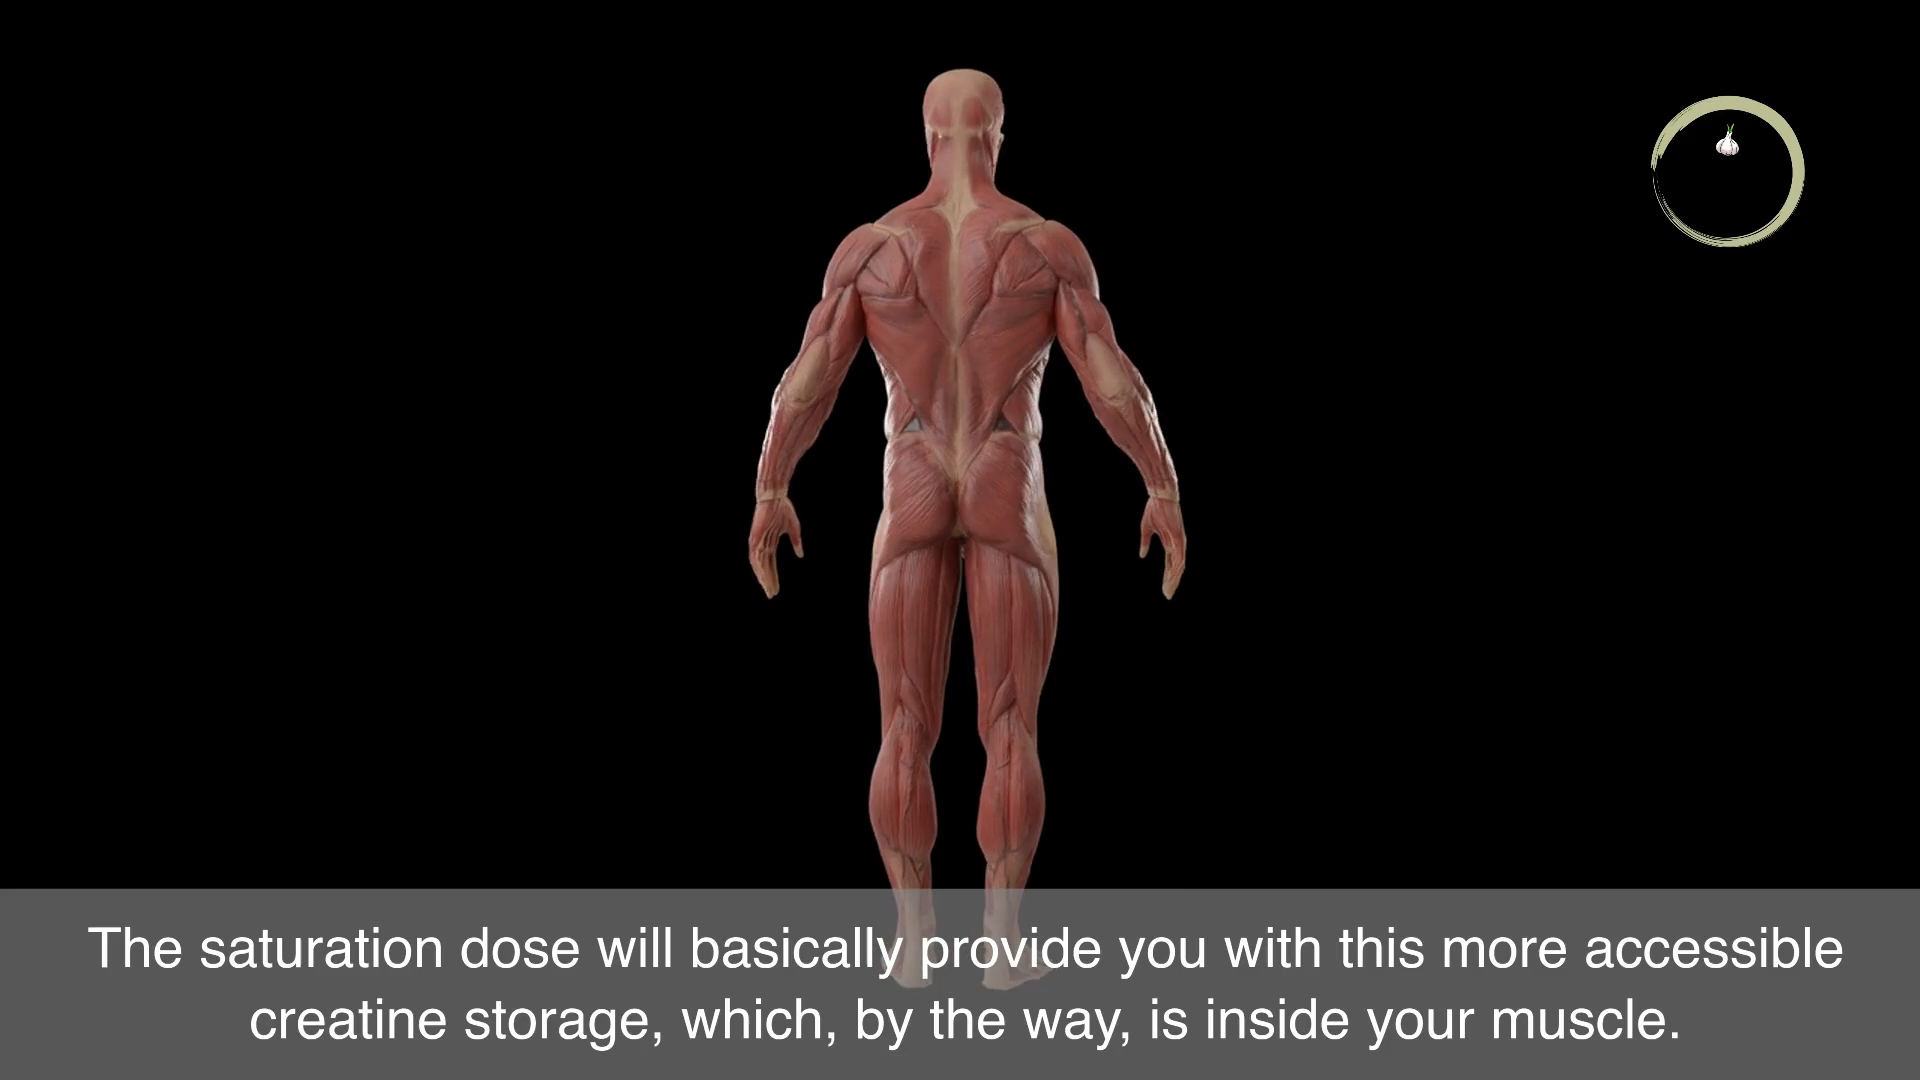 The saturation dose will basically provide you with this more accessible
creatine storage, which, by the way, is inside your muscle.